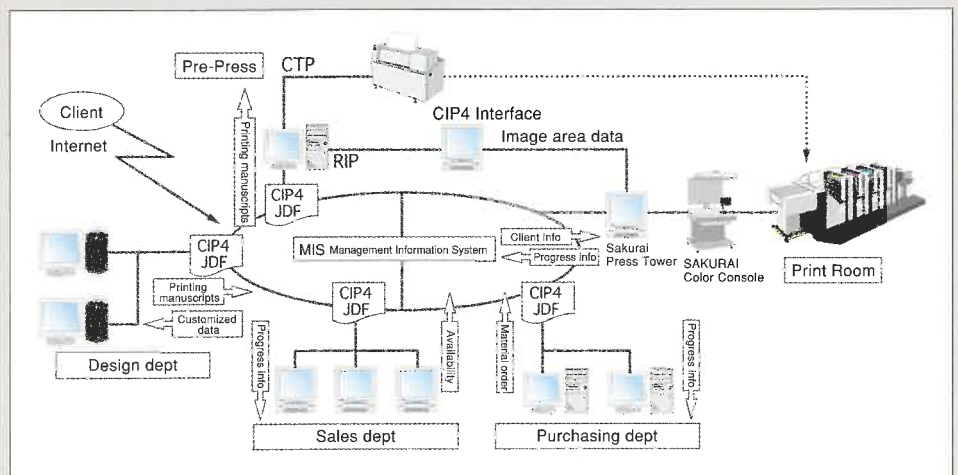 Pre-Press
CTP
Client
Internet
Printing manuscripts
CIP4 Interface
Image area data
RIP
CIP4
JDF
CIP4
JDF
MIS Management Information System
Client info
Progress info
Sakurai
Press Tower
SAKURAI
Color Console
Print Room
Printing
manuscripts
Customized
data
Design dept
CIP4
JDF
CIP4
JDF
Progress info
Availability
Material order
Progress info
Sales dept
Purchasing dept